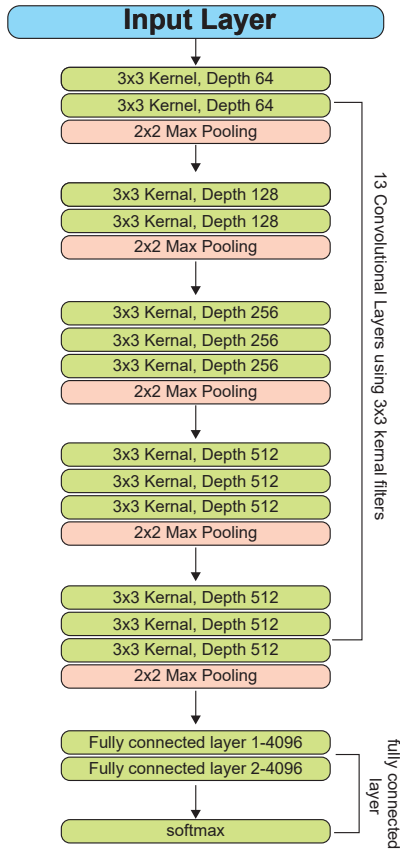 Input Layer
3x3 Kernel, Depth 64
3x3 Kernel, Depth 64
2x2 Max Pooling
3x3 Kernal, Depth 128
3x3 Kernal, Depth 128
2x2 Max Pooling
3x3 Kernal, Depth 256
3x3 Kernal, Depth 256
3x3 Kernal, Depth 256
2x2 Max Pooling
3x3 Kernal, Depth 512
3x3 Kernal, Depth 512
3x3 Kernal, Depth 512
2x2 Max Pooling
3x3 Kernal, Depth 512
3x3 Kernal, Depth 512
3x3 Kernal, Depth 512
2x2 Max Pooling
13 Convolutional Layers using 3x3 kernal filters
Fully connected layer 1-4096
Fully connected layer 2-4096
softmax
fully connected
layer